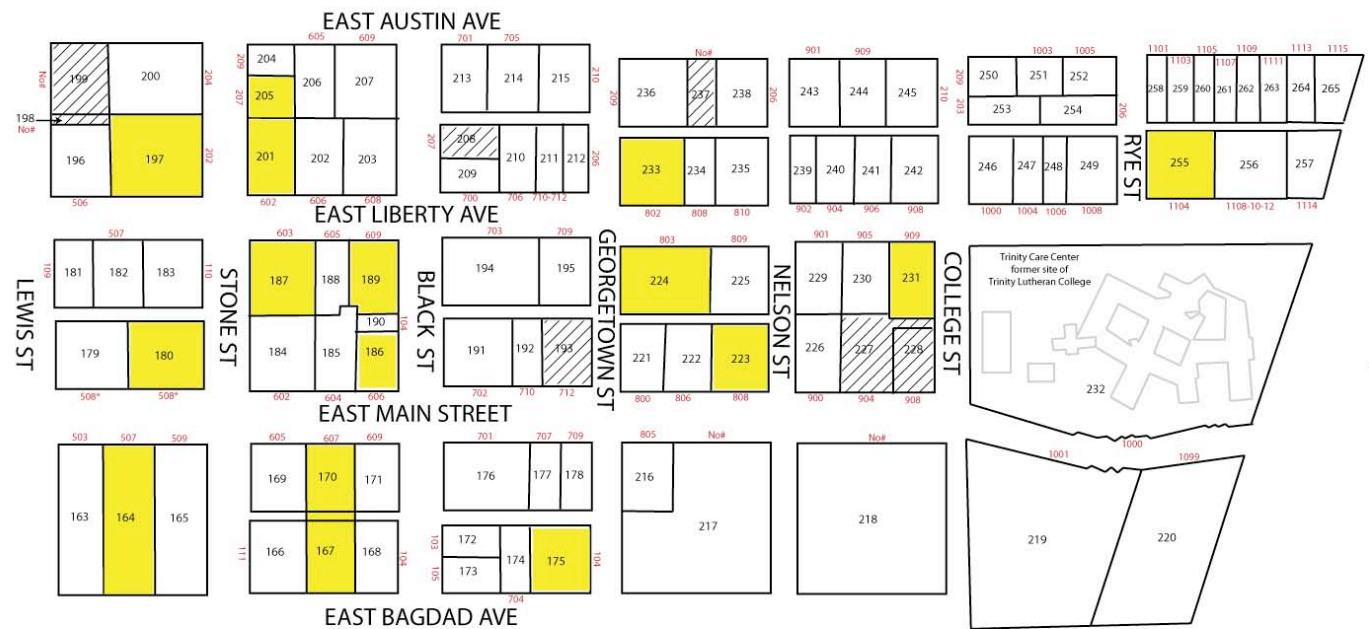 EAST AUSTIN AVE
605 609 701 705 No# 901 909 1003 1005 1101 1103 1105 1107 1109 1111 1113 1115
No# 199 200 204
209 204 206 207
207 205
213 214 215 210
209 236 237 238 206
243 244 245 210
209 250 251 252
203 253 254 206
258 259 260 261 262 263 264 265
198
No#
196 197 202
201 202 203
207 208
209 210 211 212 206
233 234 235
239 240 241 242
246 247 248 249
RYE ST
255 256 257
506 602 606 608 700 706 710-712 802 808 810 902 904 906 908 1000 1004 1006 1008 1104 1108-10-12 1114
EAST LIBERTY AVE
507 603 605 609 703 709 803 809 901 905 909
LEWIS ST
STONE ST
BLACK ST
GEORGETOWN ST
NELSON ST
COLLEGE ST
109 181 182 183 110
187 188 189
194 195
224 225
229 230 231
Trinity Care Center
former site of
Trinity Lutheran College
179 180
190 104
184 185 186
191 192 193
221 222 223
226 227 228
232
508* 508* 602 604 606 702 710 712 800 806 808 900 904 908
EAST MAIN STREET
503 507 509 605 607 609 701 707 709 805 No# No# 1001 1000 1099
163 164 165
169 170 171
176 177 178
216
217
218
219 220
111 166 167 168 104
103 172
105 173 174 175 104
704
EAST BAGDAD AVE